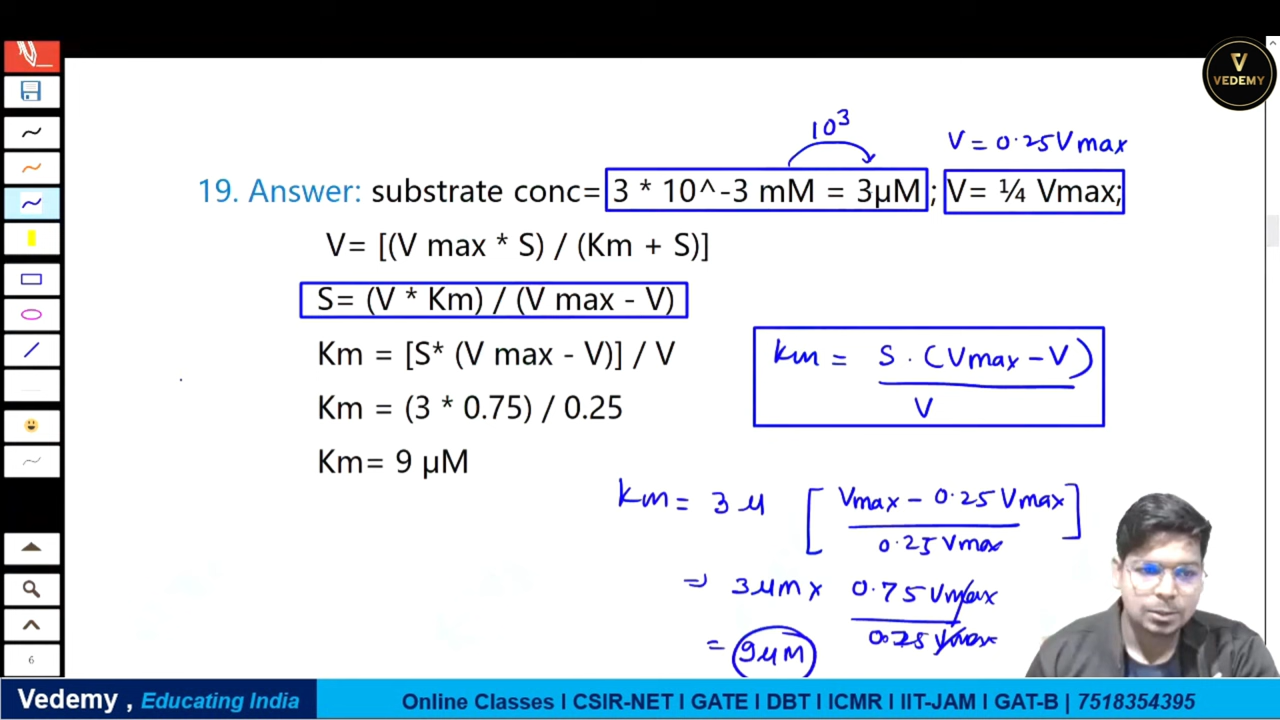 V
VEDEMY
10^3
V = 0.25Vmax
19. Answer: substrate conc= 3 * 10^-3 mM = 3µM ; V= ¼ Vmax;
V= [(V max * S) / (Km + S)]
S= (V * Km) / (V max - V)
Km = [S* (V max - V)] / V
Km = S . (Vmax - V)
V
Km = (3 * 0.75) / 0.25
Km= 9 µM
Km = 3 µ [ Vmax - 0.25 Vmax ]
0.25 Vmax
=> 3µM x 0.75 Vmax
0.25 Vmax
= 9µM
6
Vedemy , Educating India
Online Classes I CSIR-NET I GATE I DBT I ICMR I IIT-JAM I GAT-B I 7518354395